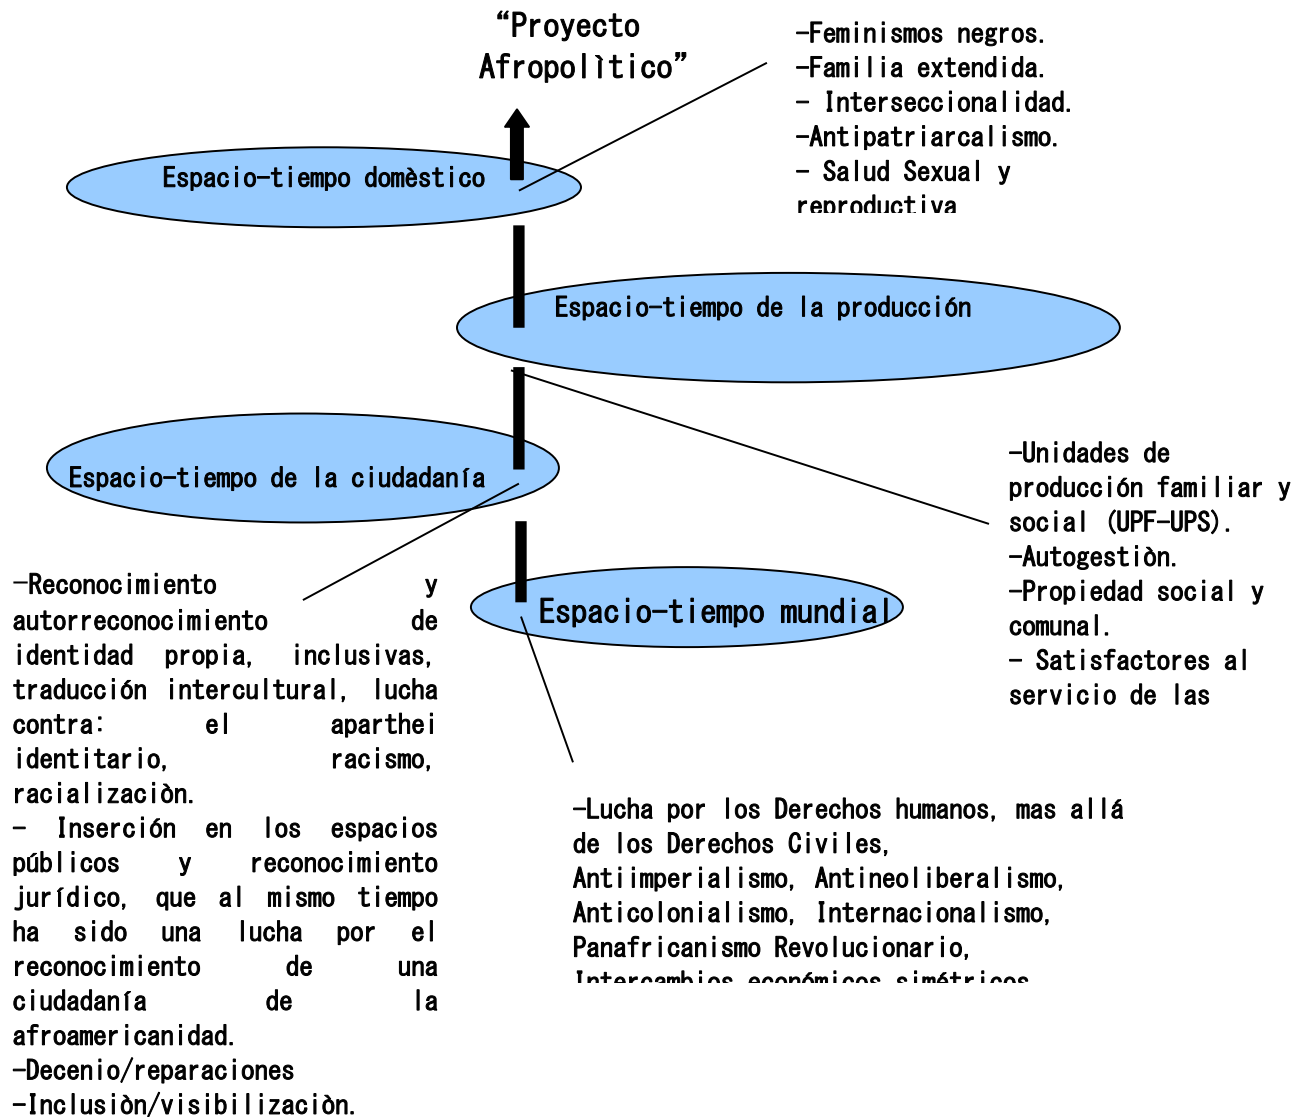 “Proyecto
Afropolìtico”
-Feminismos negros.
-Familia extendida.
- Interseccionalidad.
-Antipatriarcalismo.
- Salud Sexual y
reproductiva
Espacio-tiempo domèstico
Espacio-tiempo de la producción
Espacio-tiempo de la ciudadanía
-Unidades de
producción familiar y
social (UPF-UPS).
-Autogestiòn.
-Propiedad social y
comunal.
- Satisfactores al
servicio de las
Espacio-tiempo mundial
-Reconocimiento y
autorreconocimiento de
identidad propia, inclusivas,
traducción intercultural, lucha
contra: el aparthei
identitario, racismo,
racializaciòn.
- Inserción en los espacios
públicos y reconocimiento
jurídico, que al mismo tiempo
ha sido una lucha por el
reconocimiento de una
ciudadanía de la
afroamericanidad.
-Decenio/reparaciones
-Inclusiòn/visibilizaciòn.
-Lucha por los Derechos humanos, mas allá
de los Derechos Civiles,
Antiimperialismo, Antineoliberalismo,
Anticolonialismo, Internacionalismo,
Panafricanismo Revolucionario,
Intercambios económicos simétricos